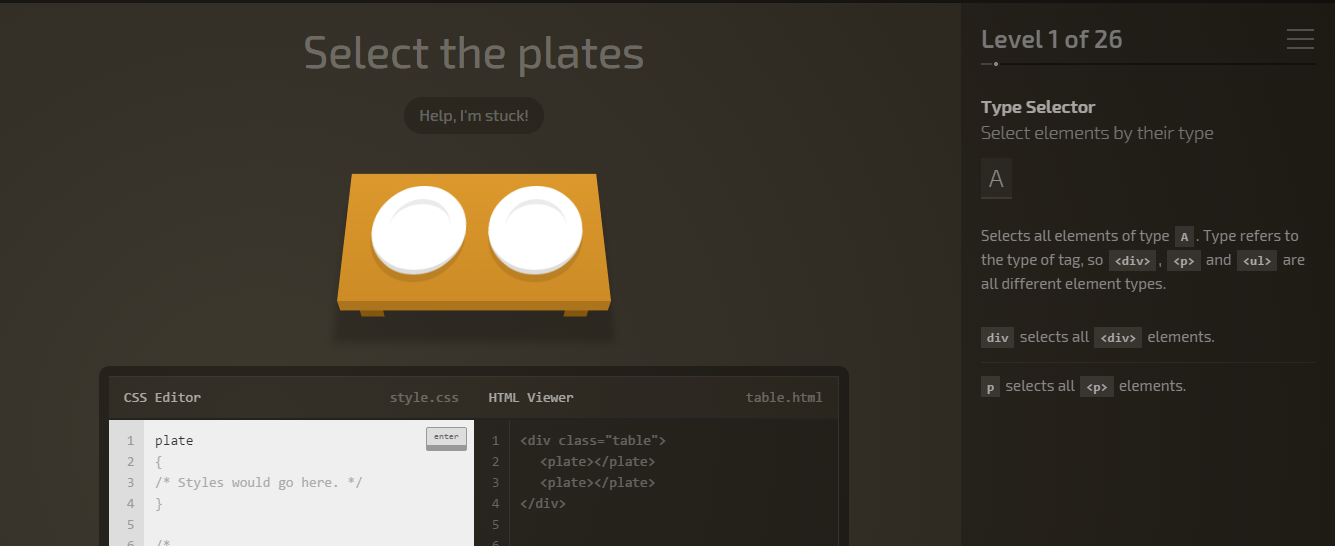 Select the plates
Help, I'm stuck!
CSS Editor
style.css
1 plate
enter
2 {
3 /* Styles would go here. */
4 }
5
6 /*
HTML Viewer
table.html
1 <div class="table">
2 <plate></plate>
3 <plate></plate>
4 </div>
5
6
Level 1 of 26
Type Selector
Select elements by their type
A
Selects all elements of type A . Type refers to
the type of tag, so <div> , <p> and <ul> are
all different element types.
div selects all <div> elements.
p selects all <p> elements.